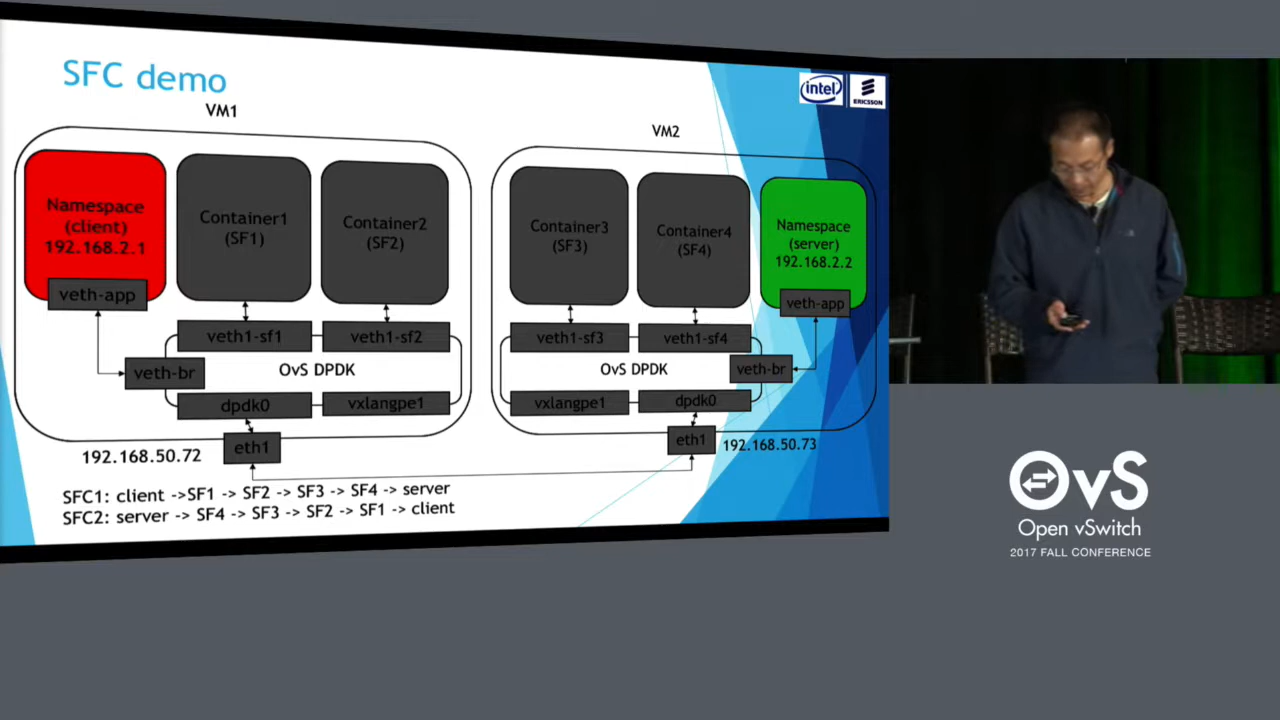 SFC demo
intel
ERICSSON
VM1
VM2
Namespace
(client)
192.168.2.1
veth-app
Container1
(SF1)
Container2
(SF2)
Container3
(SF3)
Container4
(SF4)
Namespace
(server)
192.168.2.2
veth-app
veth1-sf1
veth1-sf2
veth-br
OvS DPDK
dpdk0
vxlangpe1
eth1
192.168.50.72
veth1-sf3
veth1-sf4
OvS DPDK
veth-br
vxlangpe1
dpdk0
eth1
192.168.50.73
SFC1: client ->SF1 -> SF2 -> SF3 -> SF4 -> server
SFC2: server -> SF4 -> SF3 -> SF2 -> SF1 -> client
OvS
Open vSwitch
2017 FALL CONFERENCE